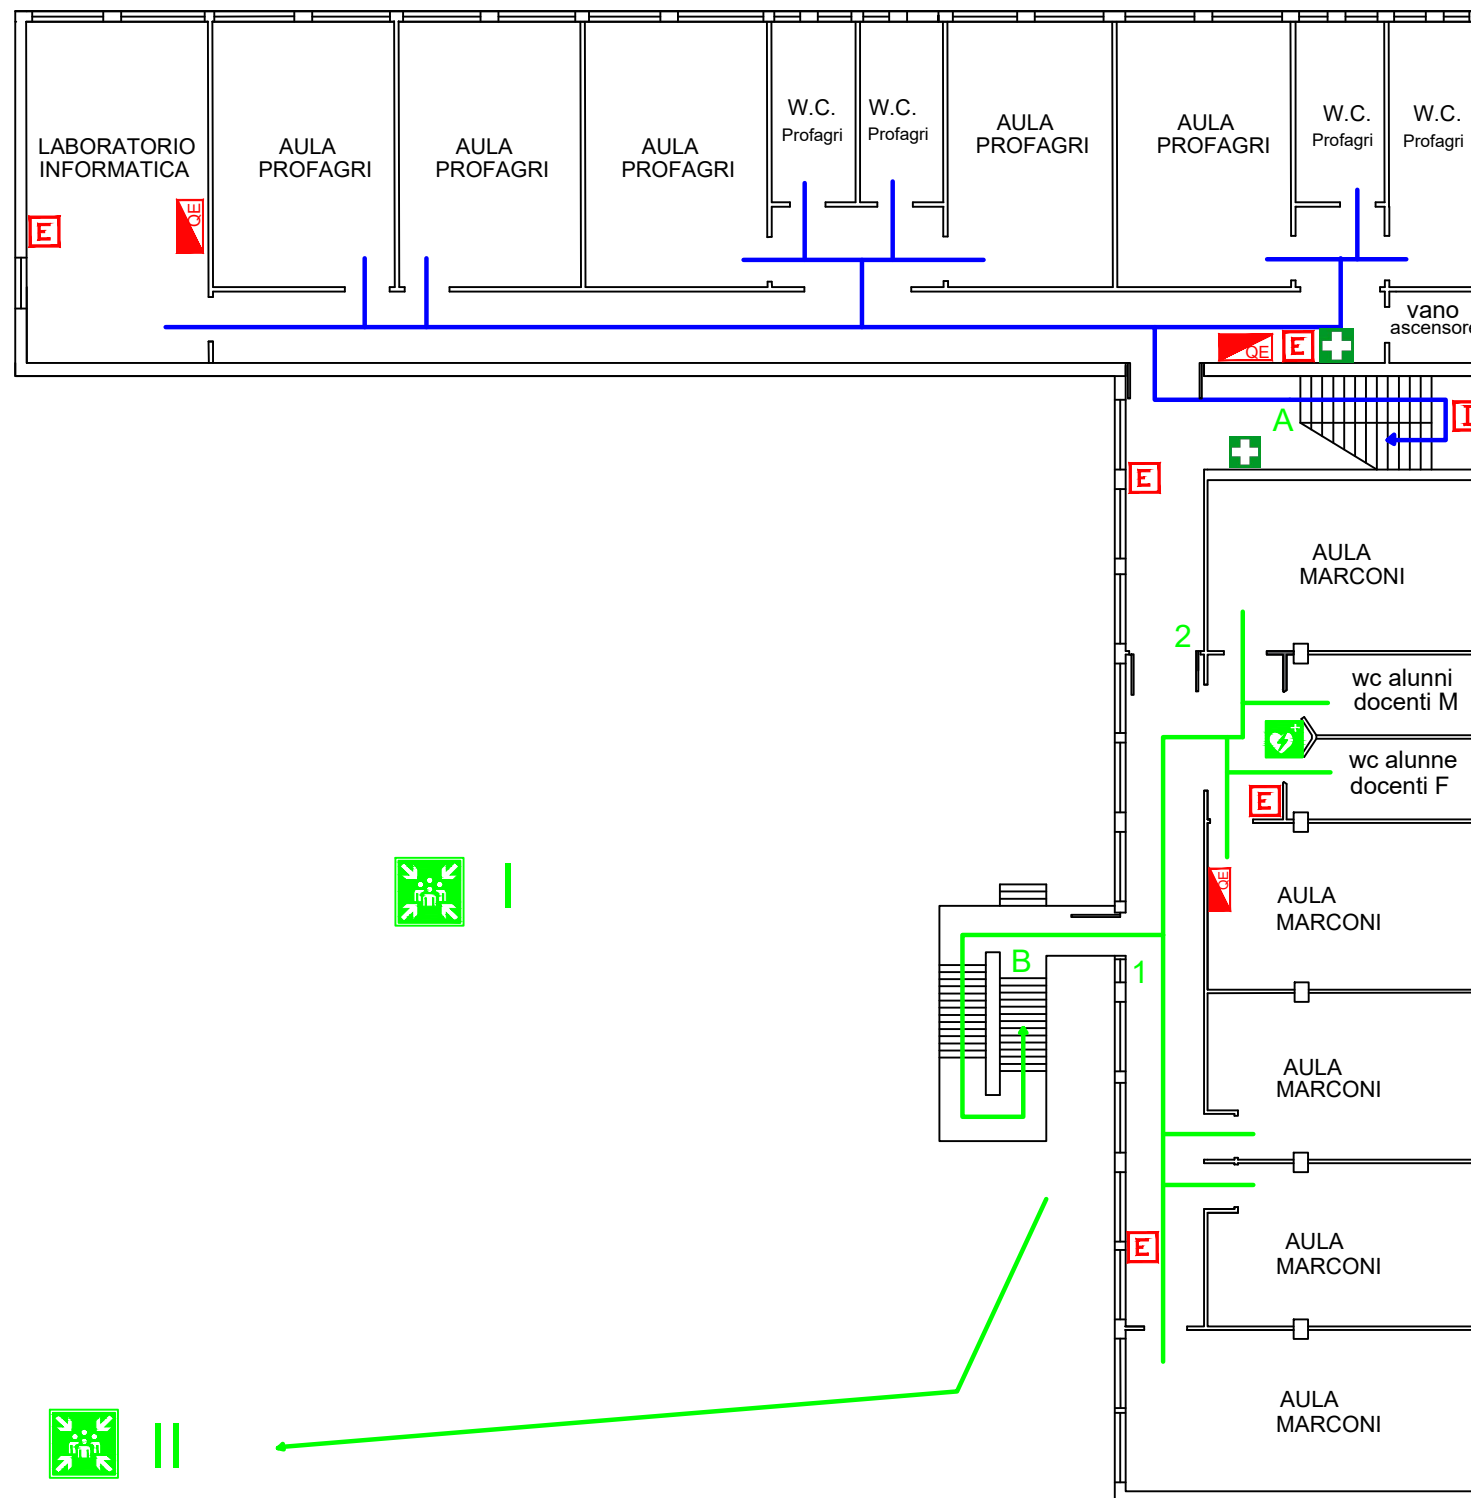 LABORATORIO
INFORMATICA
AULA
PROFAGRI
AULA
PROFAGRI
AULA
PROFAGRI
W.C.
Profagri
W.C.
Profagri
AULA
PROFAGRI
AULA
PROFAGRI
W.C.
Profagri
W.C.
Profagri
E
QE
vano
ascensore
QE
E
A
I
E
AULA
MARCONI
2
wc alunni
docenti M
wc alunne
docenti F
E
QE
I
AULA
MARCONI
B
1
AULA
MARCONI
E
AULA
MARCONI
AULA
MARCONI
II